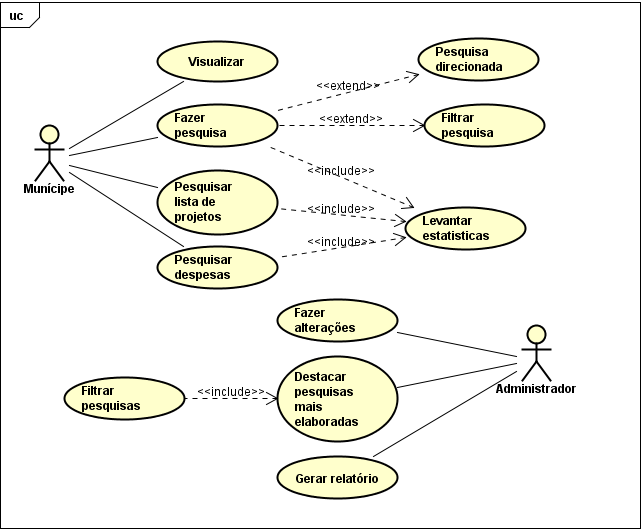 uc
Visualizar
Pesquisa
direcionada
<<extend>>
Fazer
pesquisa
<<extend>>
Filtrar
pesquisa
Munícipe
<<include>>
Pesquisar
lista de
projetos
<<include>>
Levantar
estatisticas
<<include>>
Pesquisar
despesas
Fazer
alterações
Administrador
Filtrar
pesquisas
<<include>>
Destacar
pesquisas
mais
elaboradas
Gerar relatório